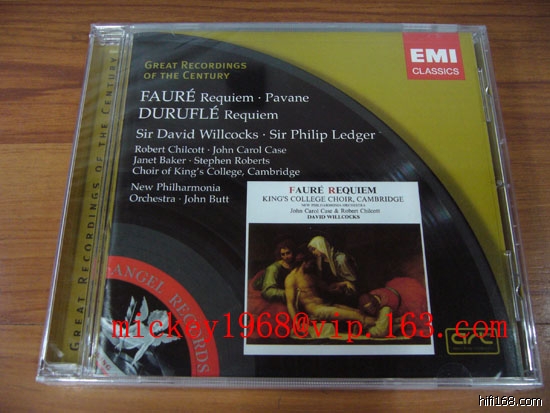 GREAT RECORDINGS
OF THE CENTURY
EMI
CLASSICS
FAURÉ Requiem · Pavane
DURUFLÉ Requiem
Sir David Willcocks · Sir Philip Ledger
Robert Chilcott · John Carol Case
Janet Baker · Stephen Roberts
Choir of King's College, Cambridge
New Philharmonia
Orchestra · John Butt
FAURÉ REQUIEM
KING'S COLLEGE CHOIR, CAMBRIDGE
NEW PHILHARMONIA ORCHESTRA
John Carol Case & Robert Chilcott
DAVID WILLCOCKS
GREAT RECORDINGS OF THE CENTURY
ANGEL RECORDS
mickey1968@vip.163.com
arc
hifi168.com